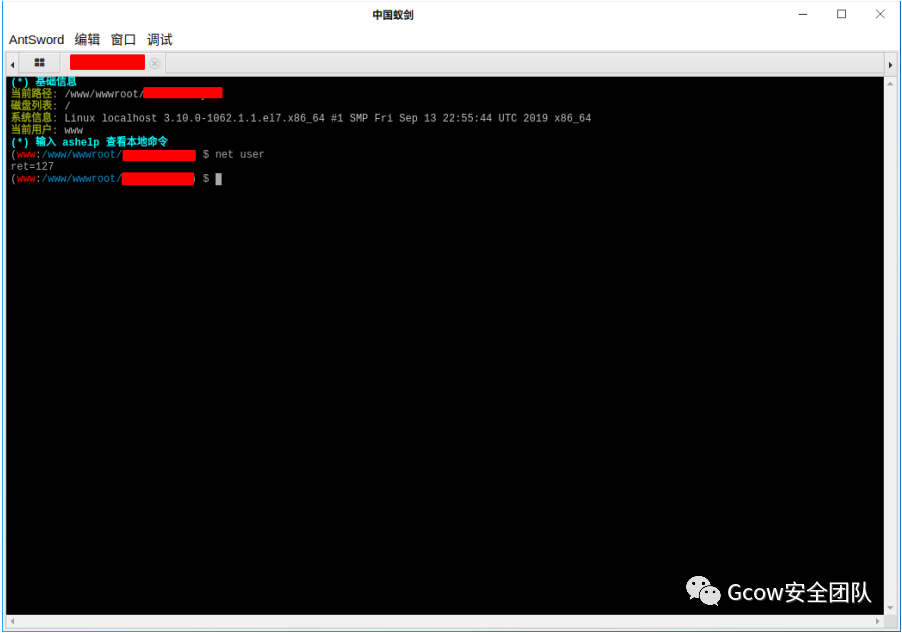 中国蚁剑
AntSword 编辑 窗口 调试
(*) 基础信息
当前路径: /www/wwwroot/
磁盘列表: /
系统信息: Linux localhost 3.10.0-1062.1.1.el7.x86_64 #1 SMP Fri Sep 13 22:55:44 UTC 2019 x86_64
当前用户: www
(*) 输入 ashelp 查看本地命令
(www:/www/wwwroot/ $ net user
ret=127
(www:/www/wwwroot/ ) $
Gcow安全团队